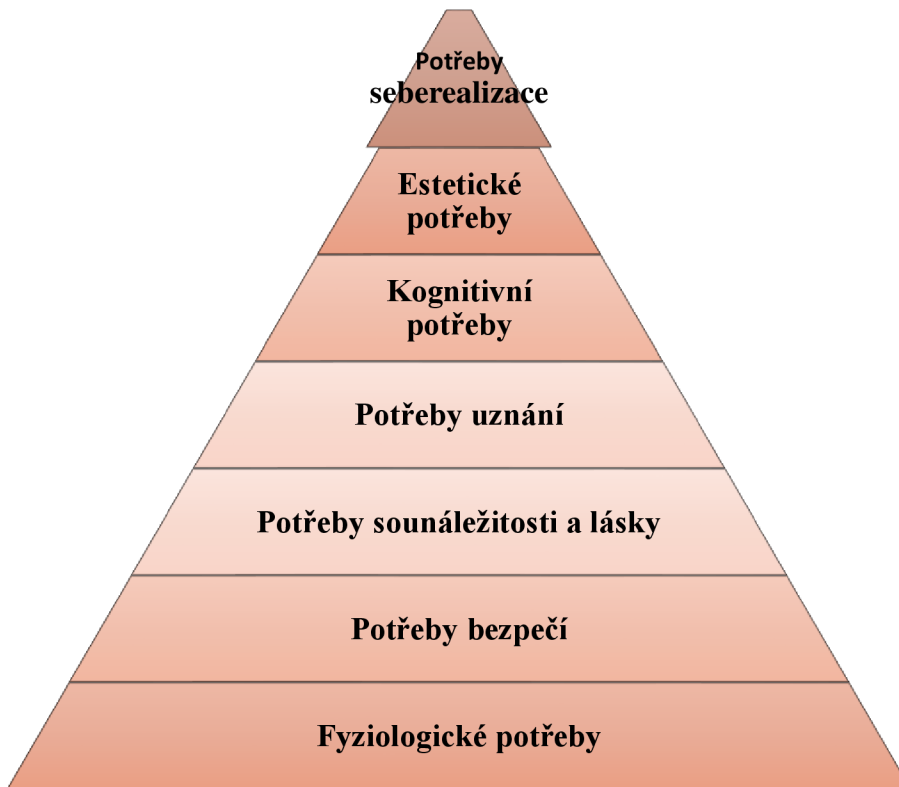 Potřeby
seberealizace
Estetické
potřeby
Kognitivní
potřeby
Potřeby uznání
Potřeby sounáležitosti a lásky
Potřeby bezpečí
Fyziologické potřeby